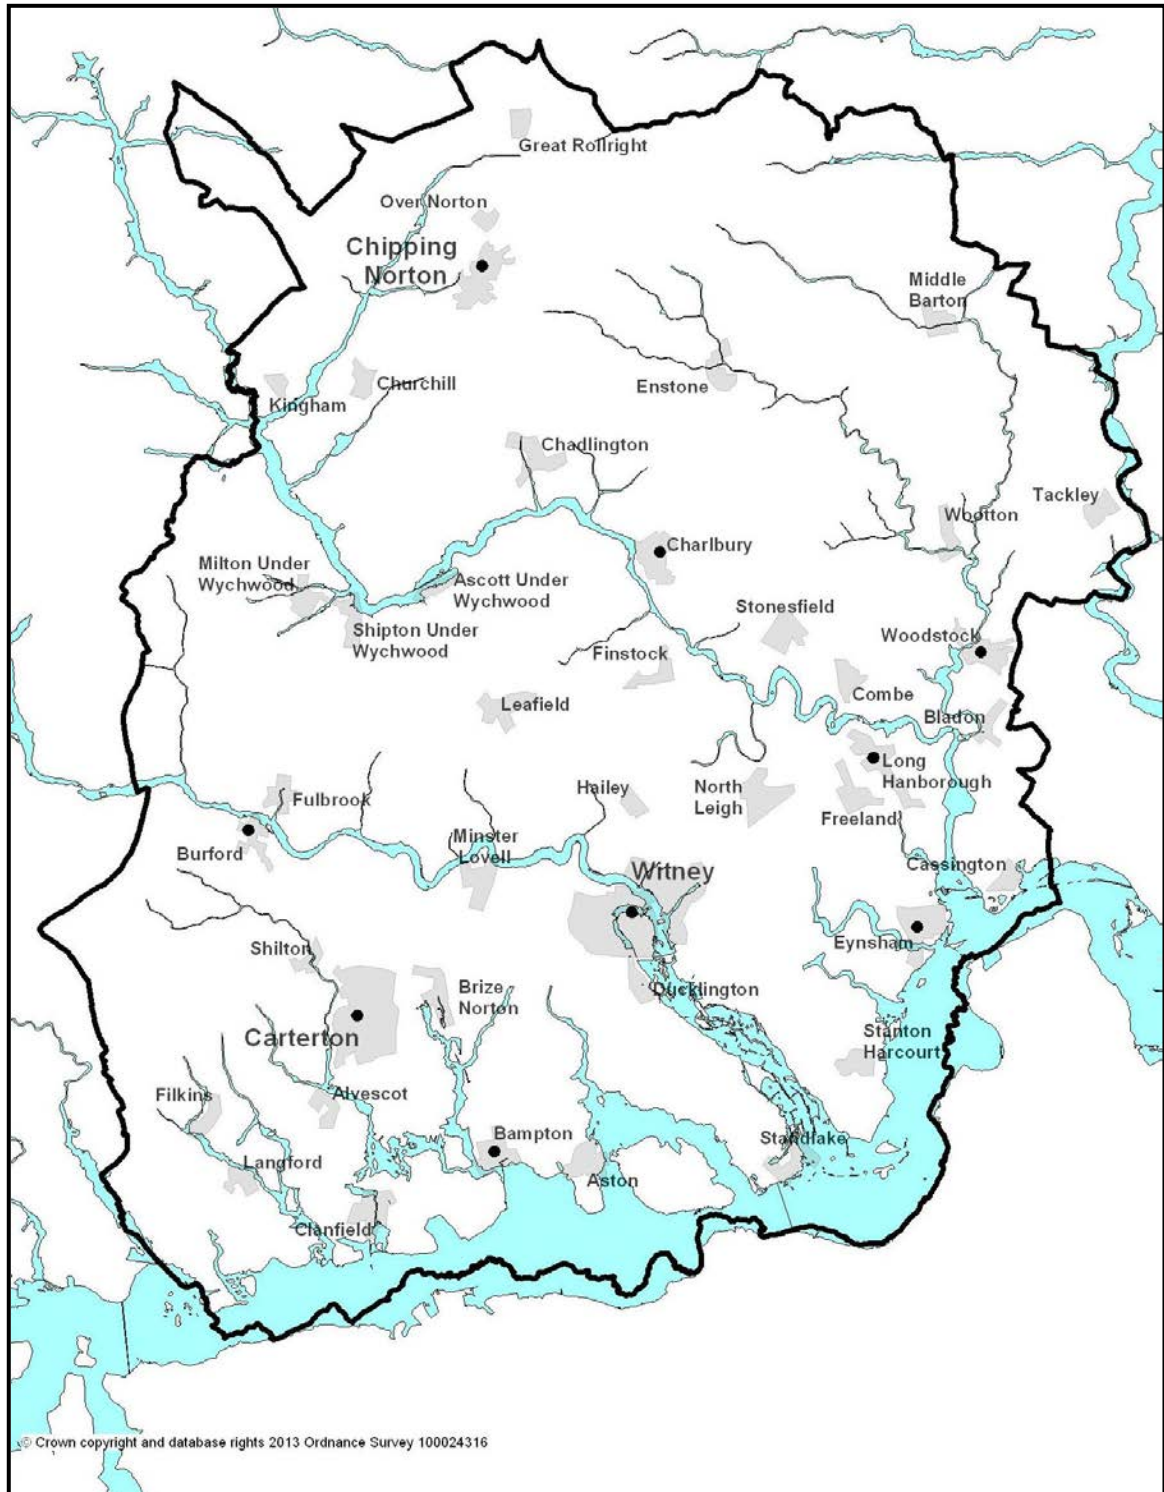 Great Rollright
Over Norton
Chipping
Norton
Middle
Barton
Churchill
Kingham
Enstone
Chadlington
Tackley
Wootton
Charlbury
Milton Under
Wychwood
Ascott Under
Wychwood
Stonesfield
Shipton Under
Wychwood
Woodstock
Finstock
Combe
Leafield
Bladon
Long
Hanborough
North
Leigh
Hailey
Fulbrook
Freeland
Minster
Lovell
Burford
Cassington
Witney
Eynsham
Shilton
Brize
Norton
Ducklington
Carterton
Stanton
Harcourt
Filkins
Alvescot
Bampton
Standlake
Langford
Aston
Clanfield
© Crown copyright and database rights 2013 Ordnance Survey 100024316